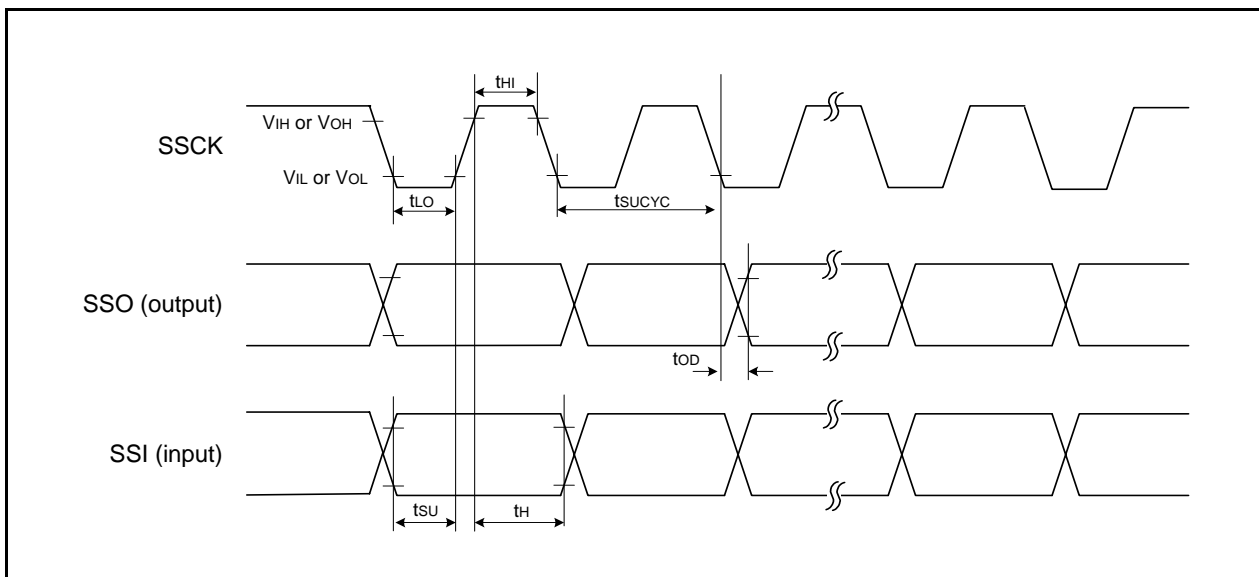 tHI
VIH or VOH
SSCK
VIL or VOL
tLO
tSUCYC
SSO (output)
tOD
SSI (input)
tSU
tH